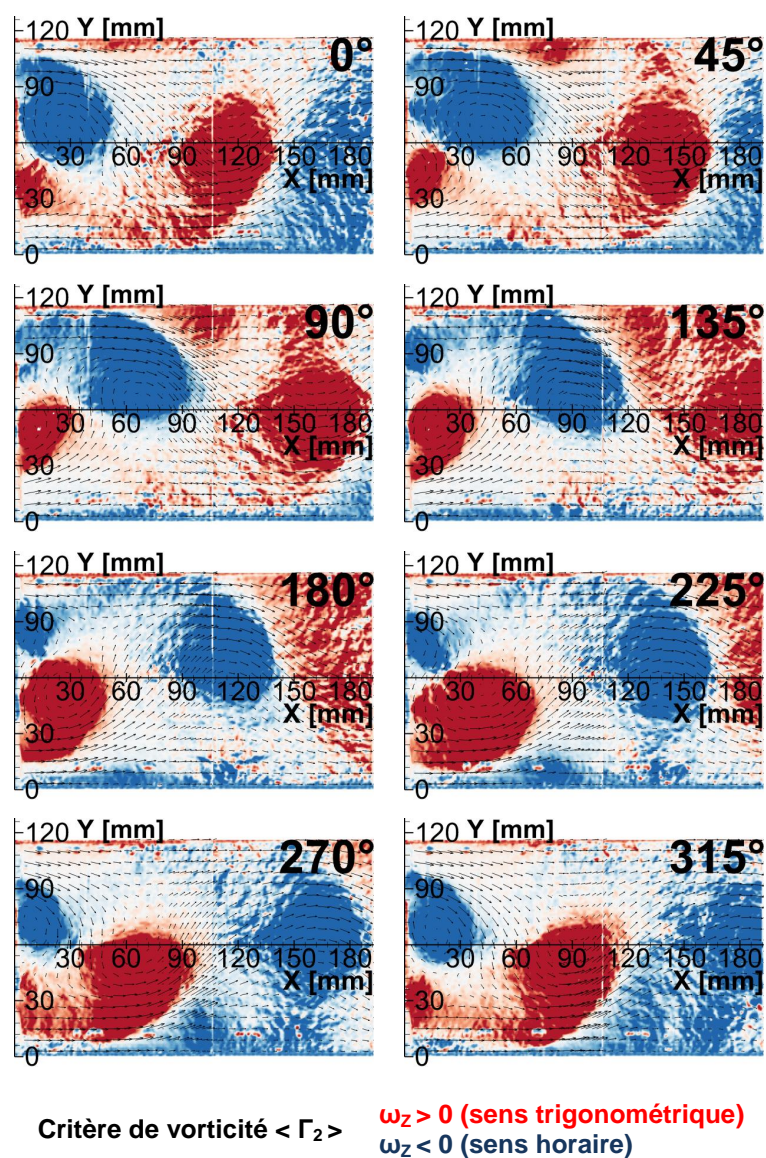 120 Y [mm]
0°
90
30 60 90 120 150 180
X [mm]
30
0
120 Y [mm]
45°
90
30 60 90 120 150 180
X [mm]
30
0
120 Y [mm]
90°
90
30 60 90 120 150 180
X [mm]
30
0
120 Y [mm]
135°
90
30 60 90 120 150 180
X [mm]
30
0
120 Y [mm]
180°
90
30 60 90 120 150 180
X [mm]
30
0
120 Y [mm]
225°
90
30 60 90 120 150 180
X [mm]
30
0
120 Y [mm]
270°
90
30 60 90 120 150 180
X [mm]
30
0
120 Y [mm]
315°
90
30 60 90 120 150 180
X [mm]
30
0
Critère de vorticité < Γ₂ >
ω_Z > 0 (sens trigonométrique)
ω_Z < 0 (sens horaire)